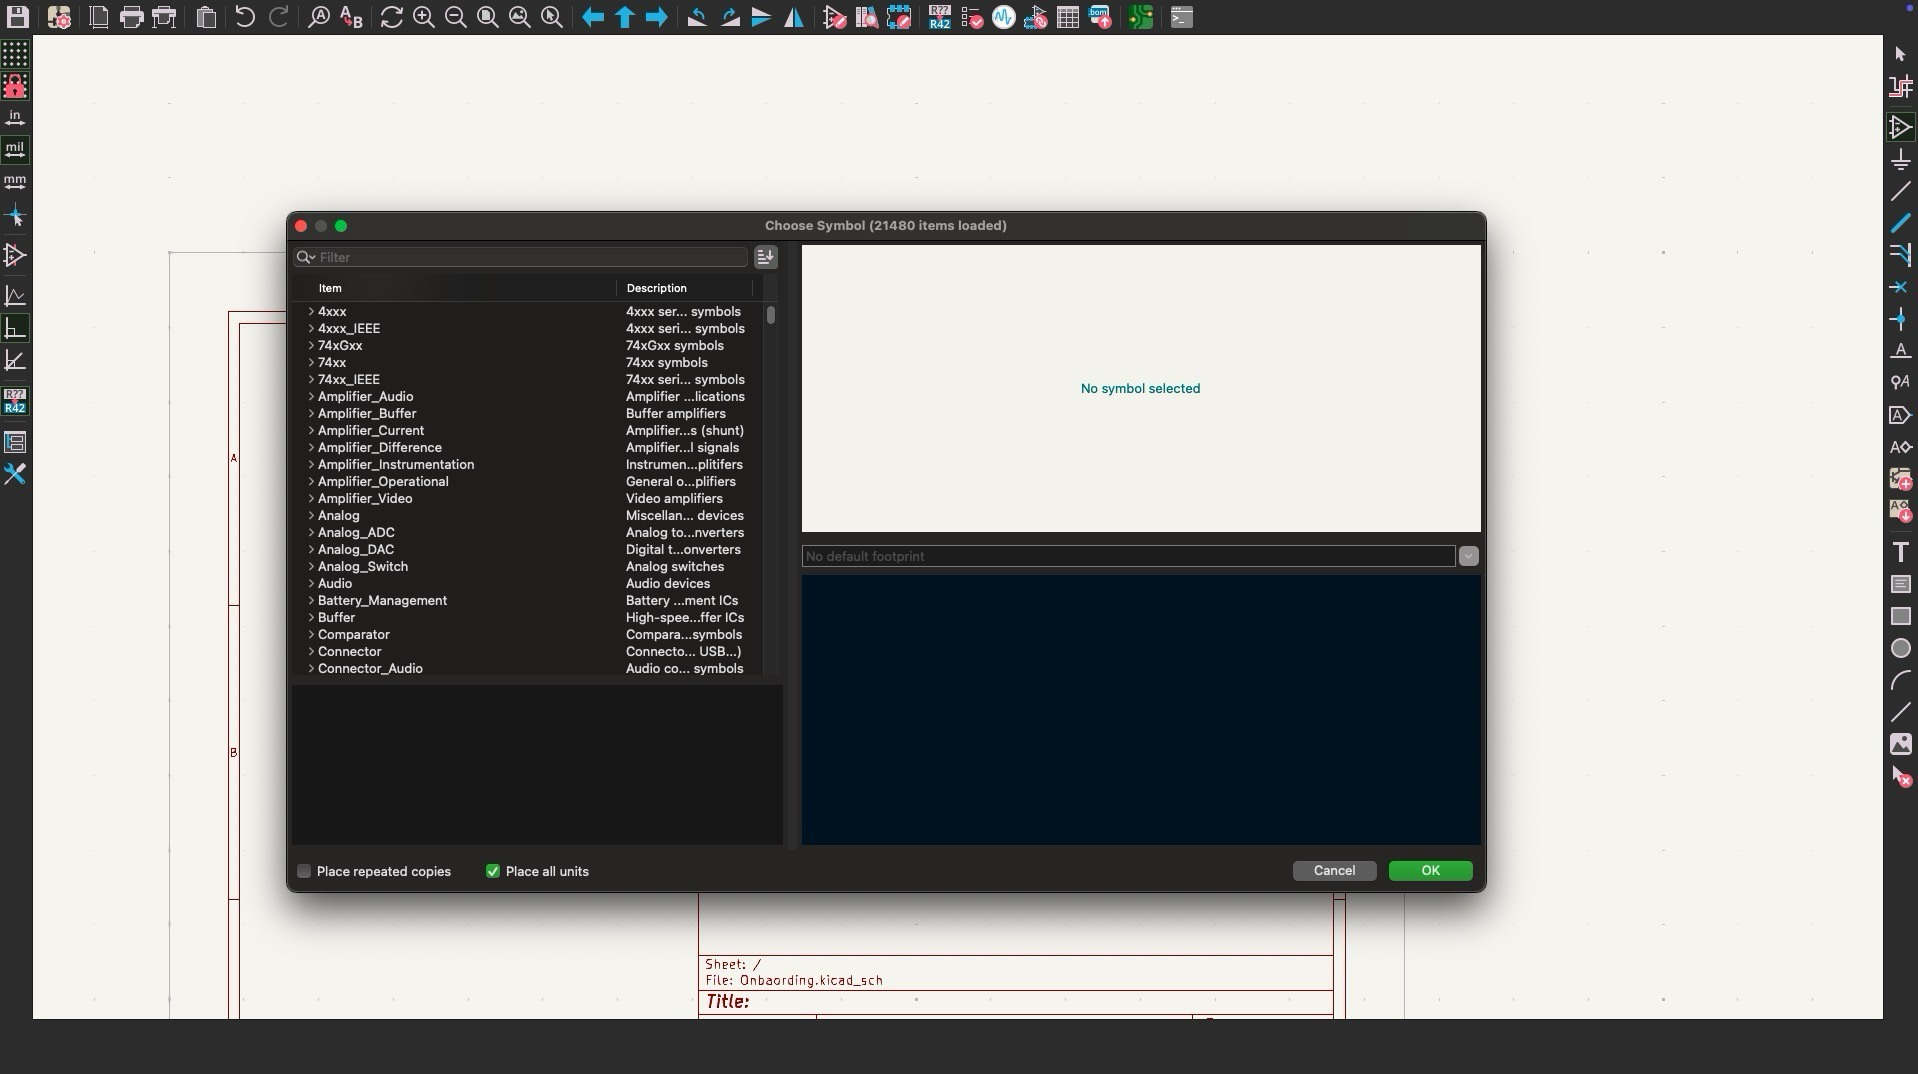 A
A
B
R??
R42
bom
>_
in
mil
mm
R??
R42
A
B
Choose Symbol (21480 items loaded)
Filter
Item Description
4xxx 4xxx ser... symbols
4xxx_IEEE 4xxx seri... symbols
74xGxx 74xGxx symbols
74xx 74xx symbols
74xx_IEEE 74xx seri... symbols
Amplifier_Audio Amplifier ...lications
Amplifier_Buffer Buffer amplifiers
Amplifier_Current Amplifier...s (shunt)
Amplifier_Difference Amplifier...l signals
Amplifier_Instrumentation Instrumen...plitifers
Amplifier_Operational General o...plifiers
Amplifier_Video Video amplifiers
Analog Miscellan... devices
Analog_ADC Analog to...nverters
Analog_DAC Digital t...onverters
Analog_Switch Analog switches
Audio Audio devices
Battery_Management Battery ...ment ICs
Buffer High-spee...ffer ICs
Comparator Compara...symbols
Connector Connecto... USB...)
Connector_Audio Audio co... symbols
No symbol selected
No default footprint
Place repeated copies
Place all units
Cancel
OK
Sheet: /
File: Onbaording.kicad_sch
Title:
A
A
A
A
A
T